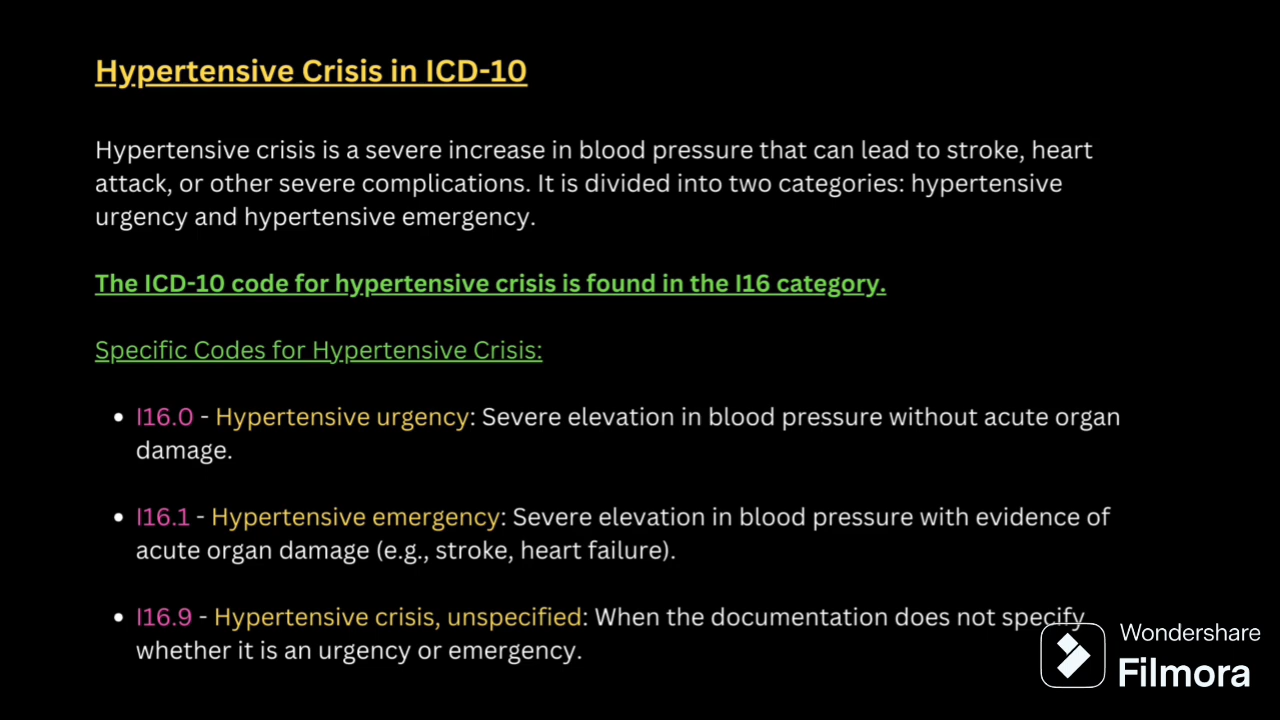 Hypertensive Crisis in ICD-10
Hypertensive crisis is a severe increase in blood pressure that can lead to stroke, heart
attack, or other severe complications. It is divided into two categories: hypertensive
urgency and hypertensive emergency.
The ICD-10 code for hypertensive crisis is found in the I16 category.
Specific Codes for Hypertensive Crisis:
• I16.0 - Hypertensive urgency: Severe elevation in blood pressure without acute organ
damage.
• I16.1 - Hypertensive emergency: Severe elevation in blood pressure with evidence of
acute organ damage (e.g., stroke, heart failure).
• I16.9 - Hypertensive crisis, unspecified: When the documentation does not specify
whether it is an urgency or emergency.
Wondershare
Filmora